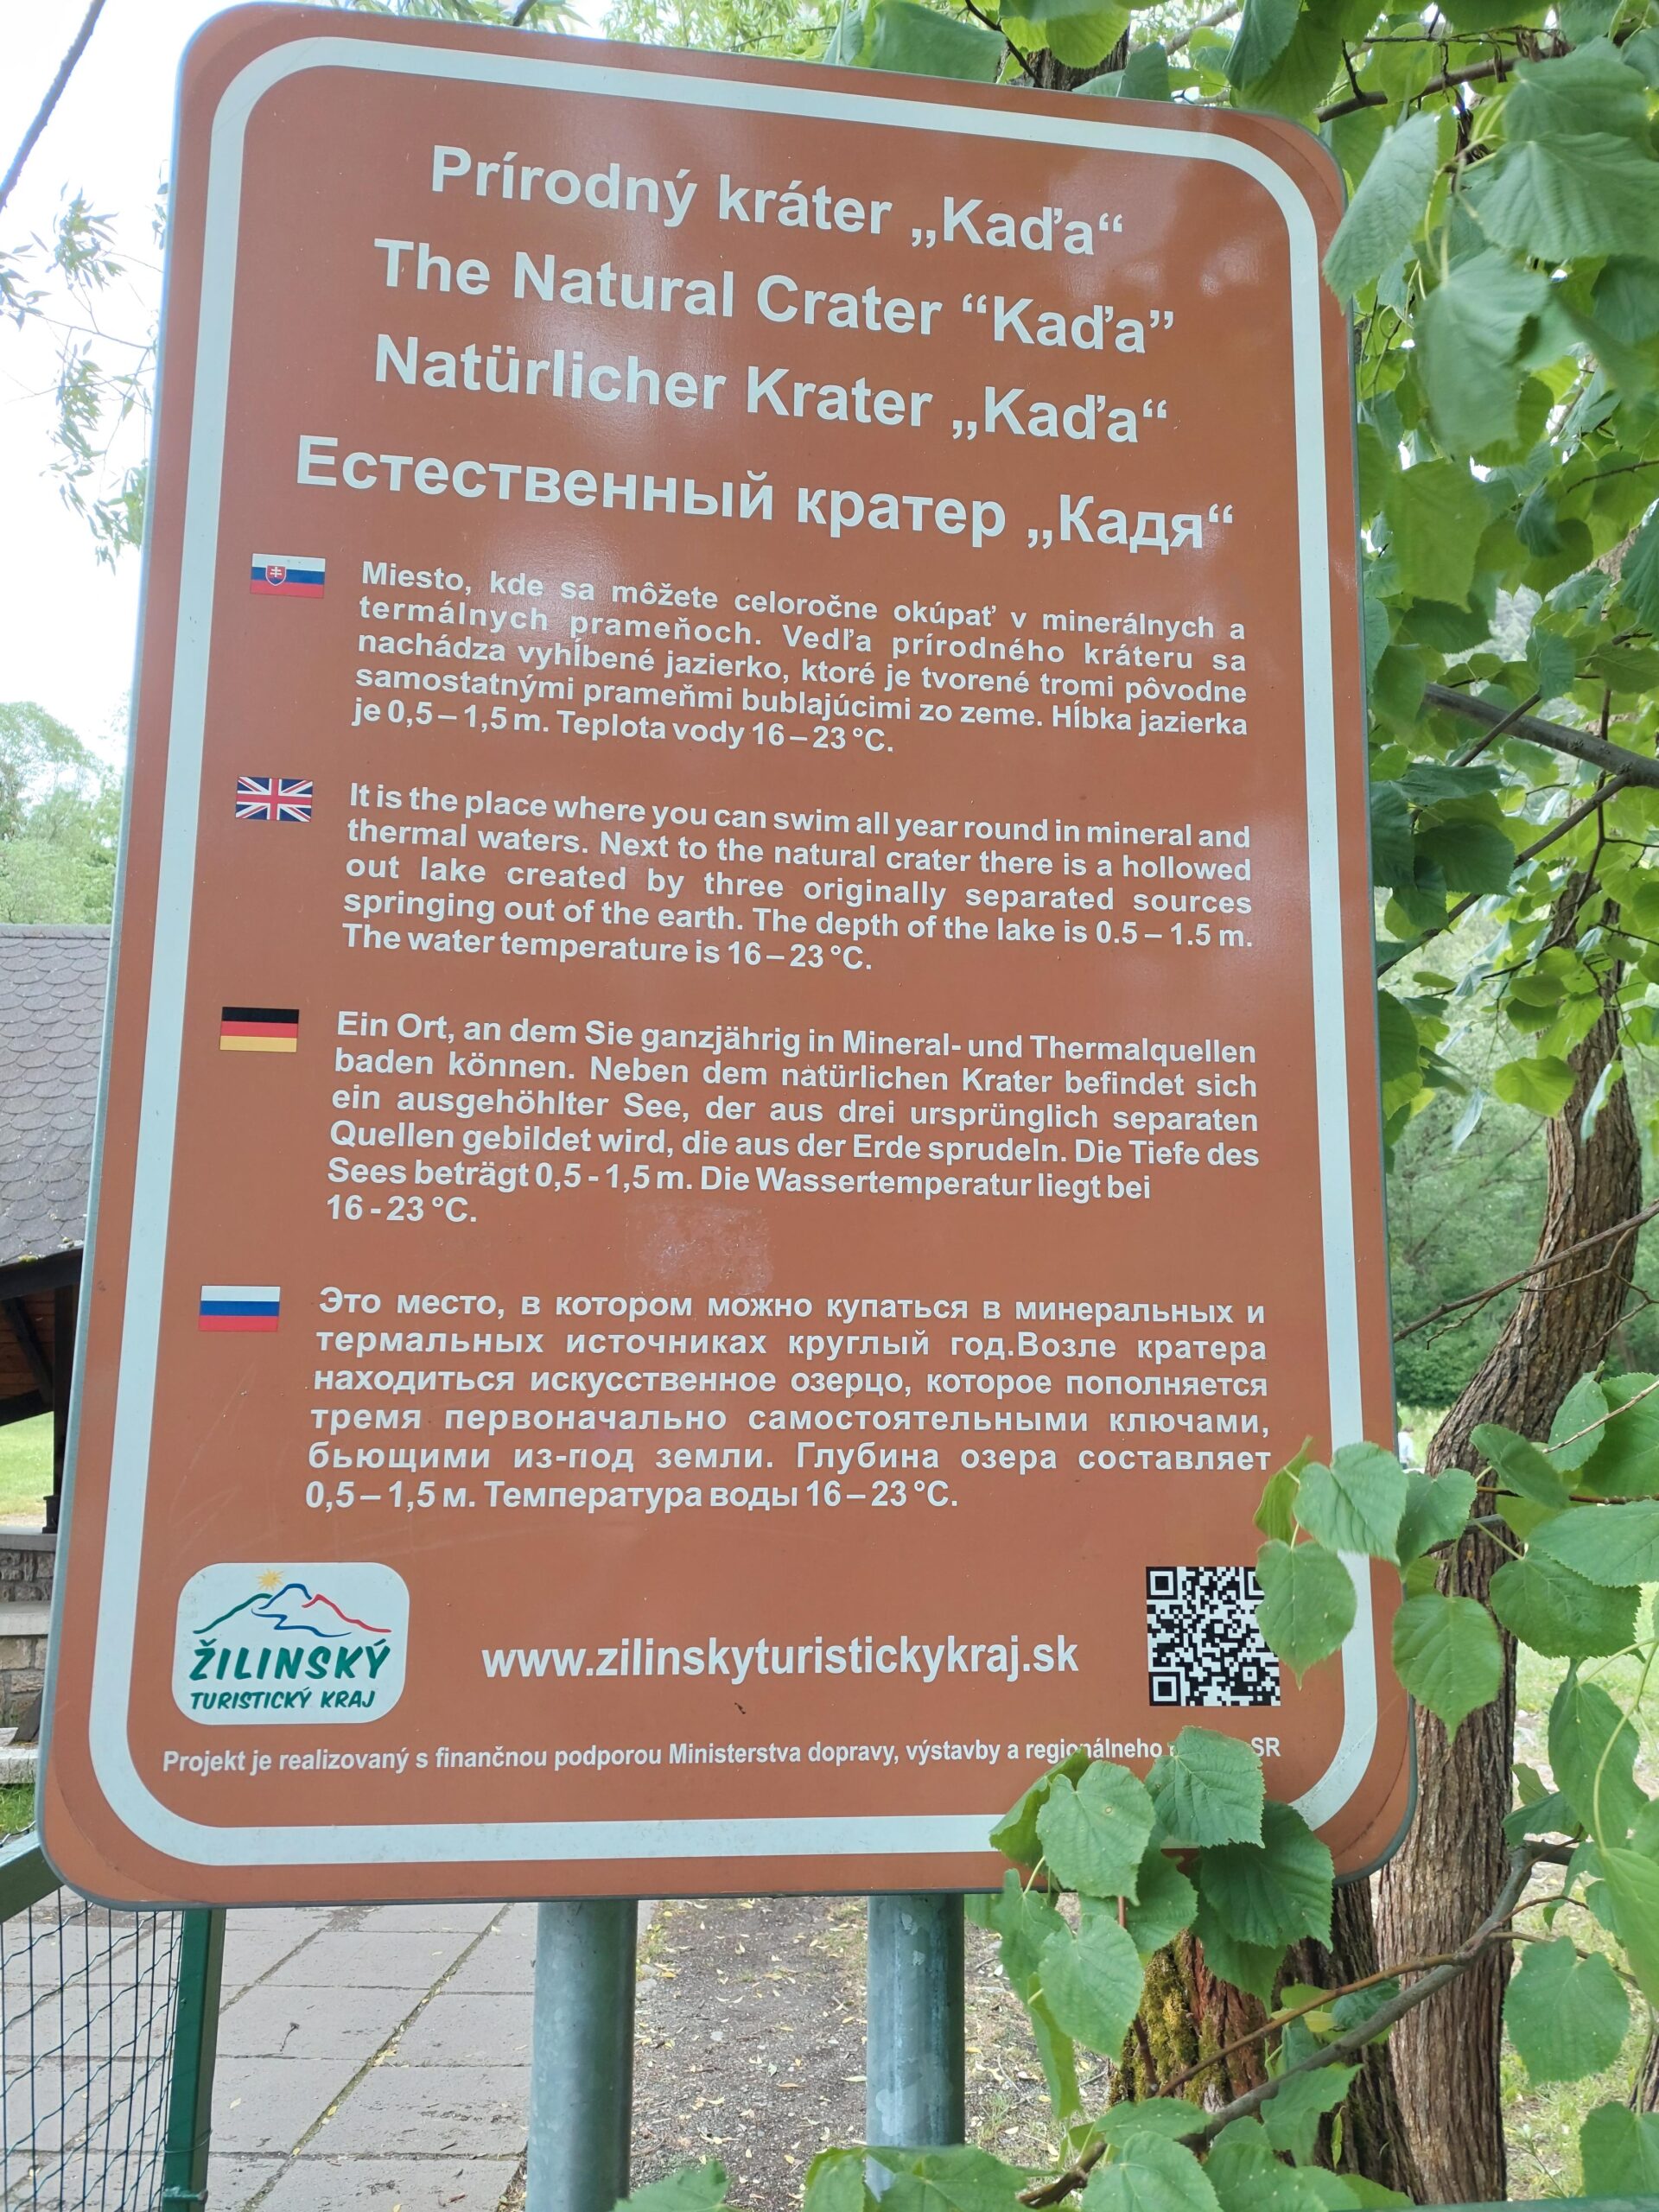 Prírodný kráter „Kaďa“
The Natural Crater “Kaďa”
Natürlicher Krater „Kaďa“
Естественный кратер „Кадя“
Miesto, kde sa môžete celoročne okúpať v minerálnych a
termálnych prameňoch. Vedľa prírodného kráteru sa
nachádza vyhĺbené jazierko, ktoré je tvorené tromi pôvodne
samostatnými prameňmi bublajúcimi zo zeme. Hĺbka jazierka
je 0,5 – 1,5 m. Teplota vody 16 – 23 °C.
It is the place where you can swim all year round in mineral and
thermal waters. Next to the natural crater there is a hollowed
out lake created by three originally separated sources
springing out of the earth. The depth of the lake is 0.5 – 1.5 m.
The water temperature is 16 – 23 °C.
Ein Ort, an dem Sie ganzjährig in Mineral- und Thermalquellen
baden können. Neben dem natürlichen Krater befindet sich
ein ausgehöhlter See, der aus drei ursprünglich separaten
Quellen gebildet wird, die aus der Erde sprudeln. Die Tiefe des
Sees beträgt 0,5 - 1,5 m. Die Wassertemperatur liegt bei
16 - 23 °C.
Это место, в котором можно купаться в минеральных и
термальных источниках круглый год.Возле кратера
находиться искусственное озерцо, которое пополняется
тремя первоначально самостоятельными ключами,
бьющими из-под земли. Глубина озера составляет
0,5 – 1,5 м. Температура воды 16 – 23 °C.
ŽILINSKÝ
TURISTICKÝ KRAJ
www.zilinskyturistickykraj.sk
Projekt je realizovaný s finančnou podporou Ministerstva dopravy, výstavby a regionálneho SR